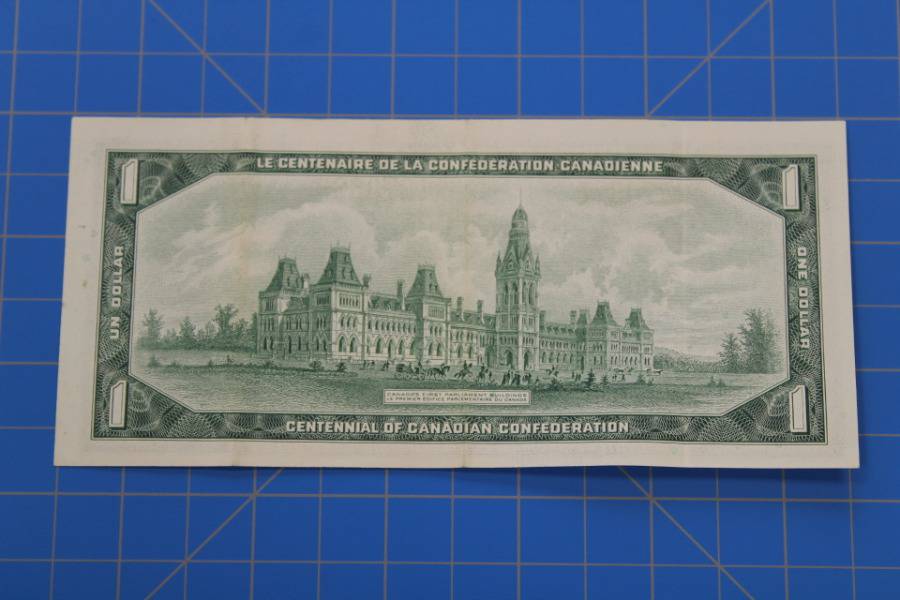 1
LE CENTENAIRE DE LA CONFÉDÉRATION CANADIENNE
1
UN DOLLAR
ONE DOLLAR
CANADA'S FIRST PARLIAMENT BUILDINGS
LE PREMIER ÉDIFICE PARLEMENTAIRE DU CANADA
1
CENTENNIAL OF CANADIAN CONFEDERATION
1